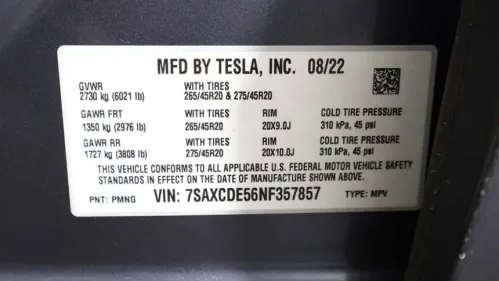 MFD BY TESLA, INC. 08/22
GVWR WITH TIRES
2730 kg (6021 lb) 265/45R20 & 275/45R20
GAWR FRT WITH TIRES RIM COLD TIRE PRESSURE
1350 kg (2976 lb) 265/45R20 20X9.0J 310 kPa, 45 psi
GAWR RR WITH TIRES RIM COLD TIRE PRESSURE
1727 kg (3808 lb) 275/45R20 20X10.0J 310 kPa, 45 psi
THIS VEHICLE CONFORMS TO ALL APPLICABLE U.S. FEDERAL MOTOR VEHICLE SAFETY
STANDARDS IN EFFECT ON THE DATE OF MANUFACTURE SHOWN ABOVE.
PNT: PMNG VIN: 7SAXCDE56NF357857 TYPE: MPV